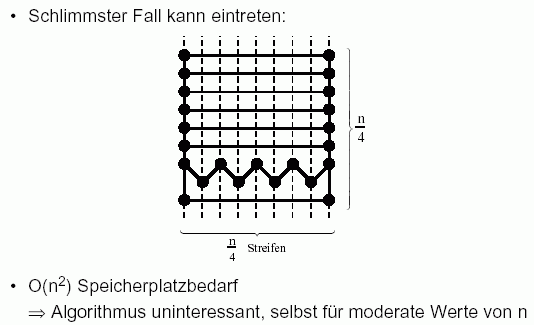 • Schlimmster Fall kann eintreten:
n
4
n
4 Streifen
• O(n²) Speicherplatzbedarf
⇒ Algorithmus uninteressant, selbst für moderate Werte von n